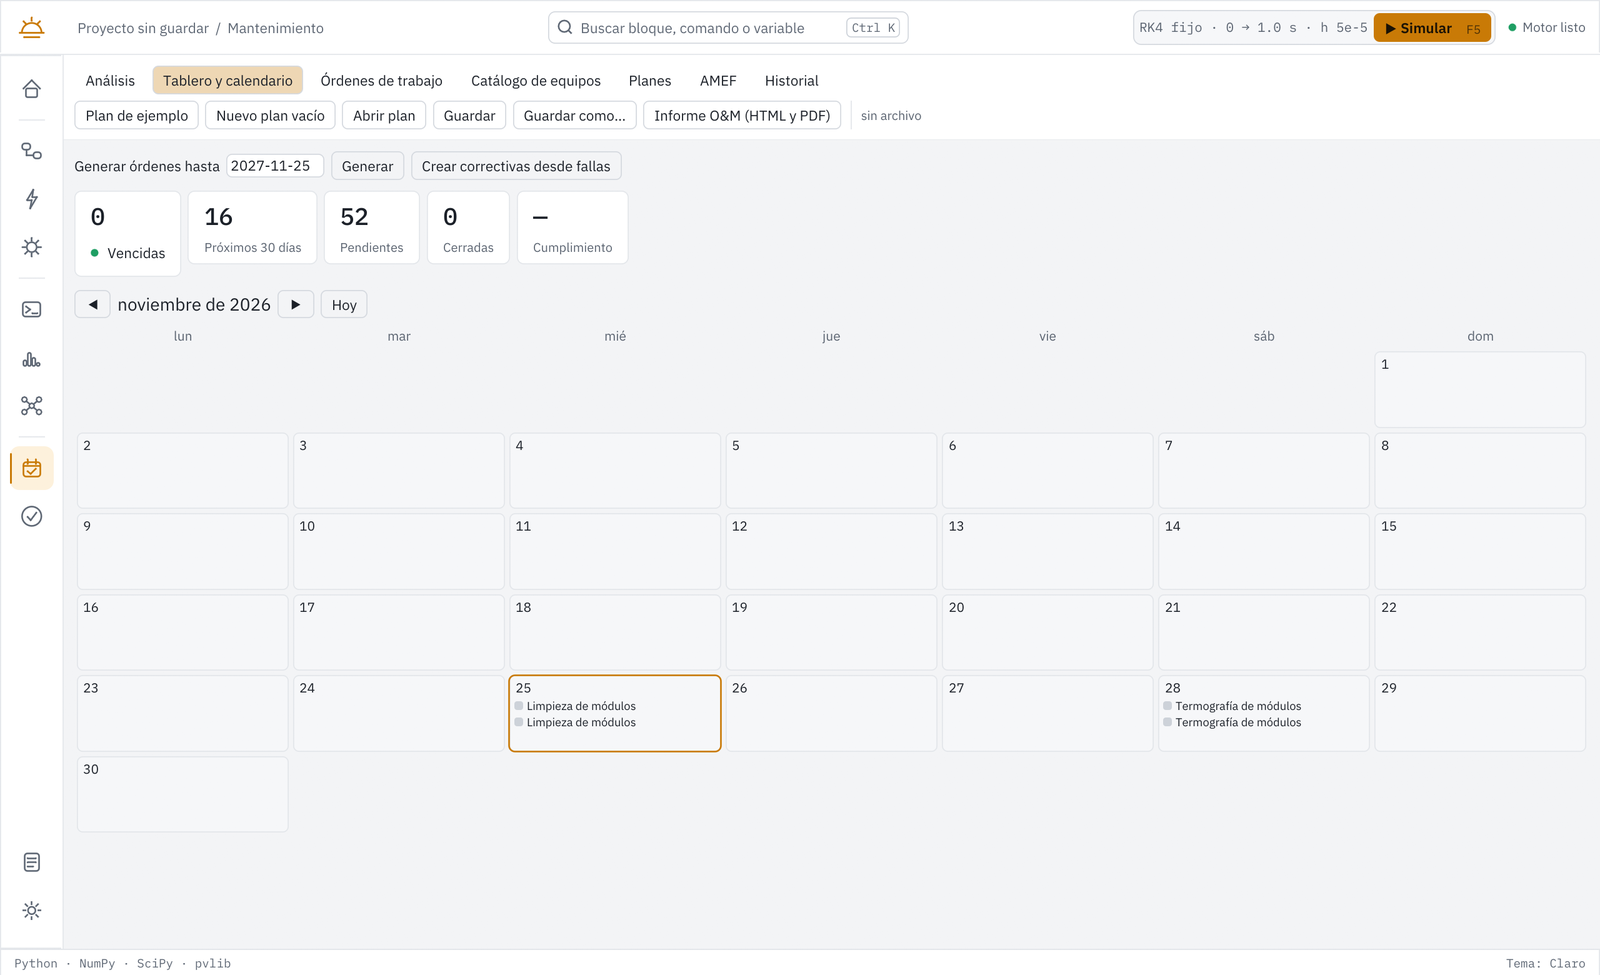 Proyecto sin guardar / Mantenimiento
Buscar bloque, comando o variable Ctrl K
RK4 fijo · 0 → 1.0 s · h 5e-5 ▶ Simular F5 Motor listo
Análisis Tablero y calendario Órdenes de trabajo Catálogo de equipos Planes AMEF Historial
Plan de ejemplo Nuevo plan vacío Abrir plan Guardar Guardar como... Informe O&M (HTML y PDF) sin archivo
Generar órdenes hasta 2027-11-25 Generar Crear correctivas desde fallas
0 16 52 0 —
Vencidas Próximos 30 días Pendientes Cerradas Cumplimiento
◀ noviembre de 2026 ▶ Hoy
lun mar mié jue vie sáb dom
1
2 3 4 5 6 7 8
9 10 11 12 13 14 15
16 17 18 19 20 21 22
23 24 25 26 27 28 29
Limpieza de módulos Termografía de módulos
Limpieza de módulos Termografía de módulos
30
Python · NumPy · SciPy · pvlib Tema: Claro